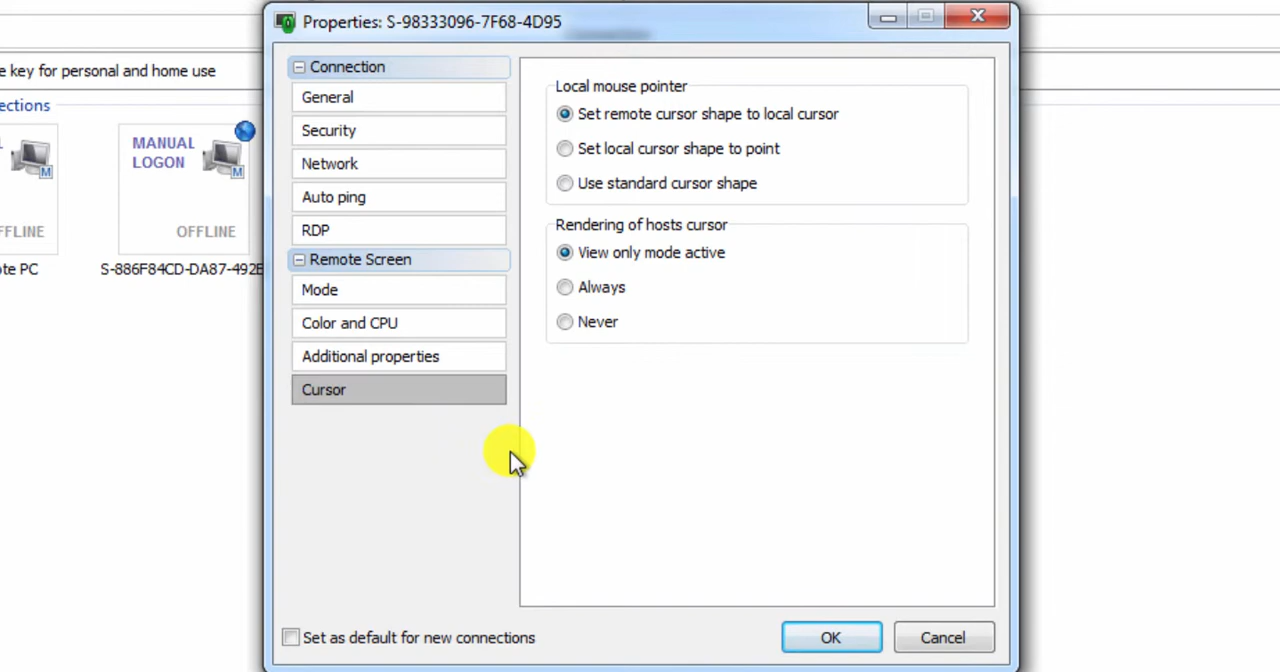 Properties: S-98333096-7F68-4D95
e key for personal and home use
ections
MANUAL
LOGON
M
M
FFLINE
OFFLINE
te PC
S-886F84CD-DA87-492E
Connection
General
Security
Network
Auto ping
RDP
Remote Screen
Mode
Color and CPU
Additional properties
Cursor
Local mouse pointer
Set remote cursor shape to local cursor
Set local cursor shape to point
Use standard cursor shape
Rendering of hosts cursor
View only mode active
Always
Never
Set as default for new connections
OK
Cancel